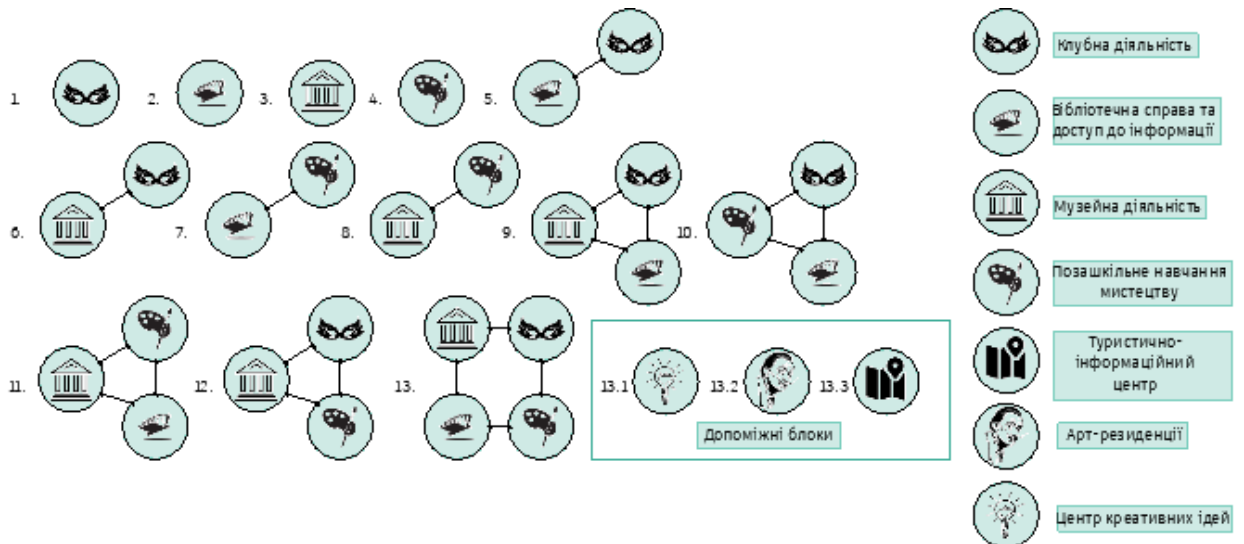 1.
2.
3.
4.
5.
6.
7.
8.
9.
10.
11.
12.
13.
13.1
13.2
13.3
Допоміжні блоки
Клубна діяльність
Бібліотечна справа та
доступ до інформації
Музейна діяльність
Позашкільне навчання
мистецтву
Туристично-
інформаційний
центр
Арт-резиденції
Центр креативних ідей